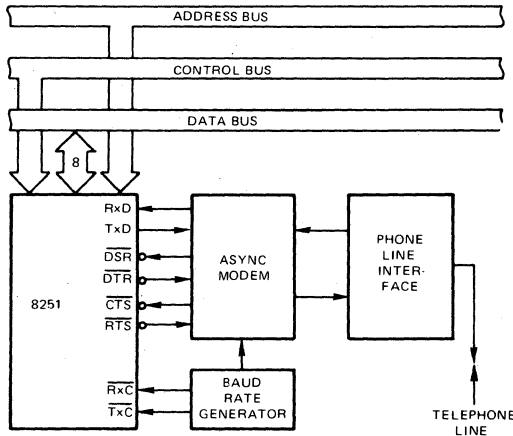 ADDRESS BUS
CONTROL BUS
DATA BUS
8
8251
RxD
TxD
DSR
DTR
CTS
RTS
RxC
TxC
ASYNC
MODEM
BAUD
RATE
GENERATOR
PHONE
LINE
INTER-
FACE
TELEPHONE
LINE